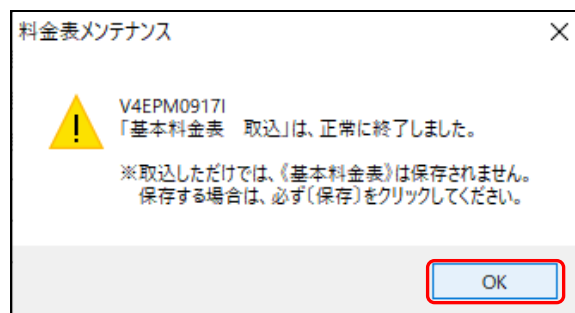 料金表メンテナンス
V4EPM0917I
「基本料金表　取込」は、正常に終了しました。
※取込しただけでは、《基本料金表》は保存されません。
保存する場合は、必ず〔保存〕をクリックしてください。
OK